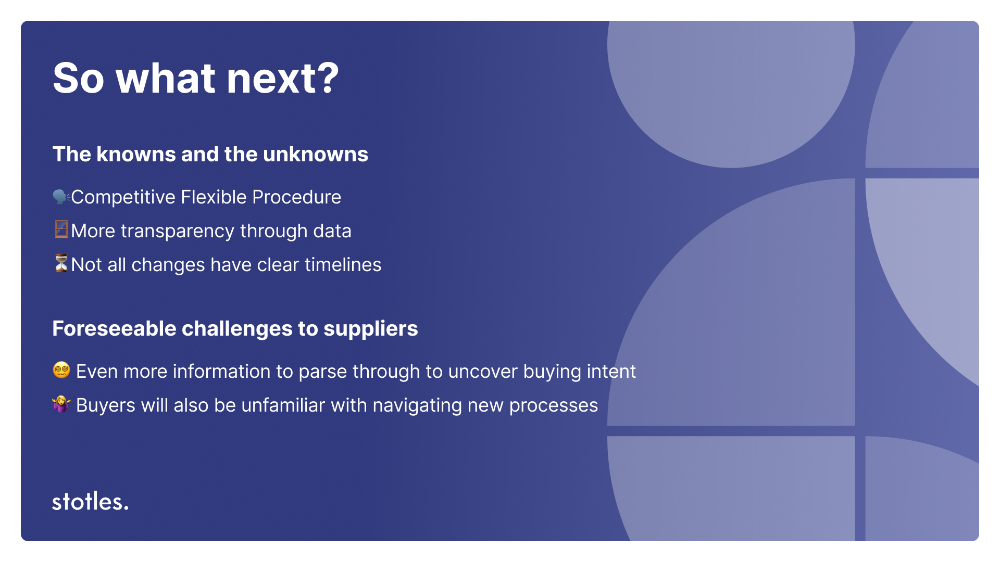 So what next?
The knowns and the unknowns
🗣️Competitive Flexible Procedure
🪟More transparency through data
⏳Not all changes have clear timelines
Foreseeable challenges to suppliers
😵‍💫 Even more information to parse through to uncover buying intent
🤷‍♀️ Buyers will also be unfamiliar with navigating new processes
stotles.